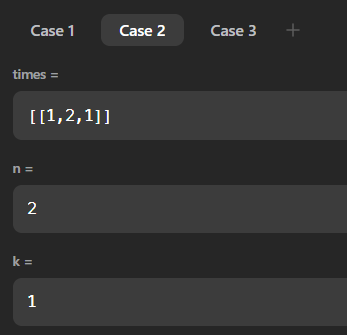 Case 1 Case 2 Case 3 +
times =
[[1,2,1]]
n =
2
k =
1